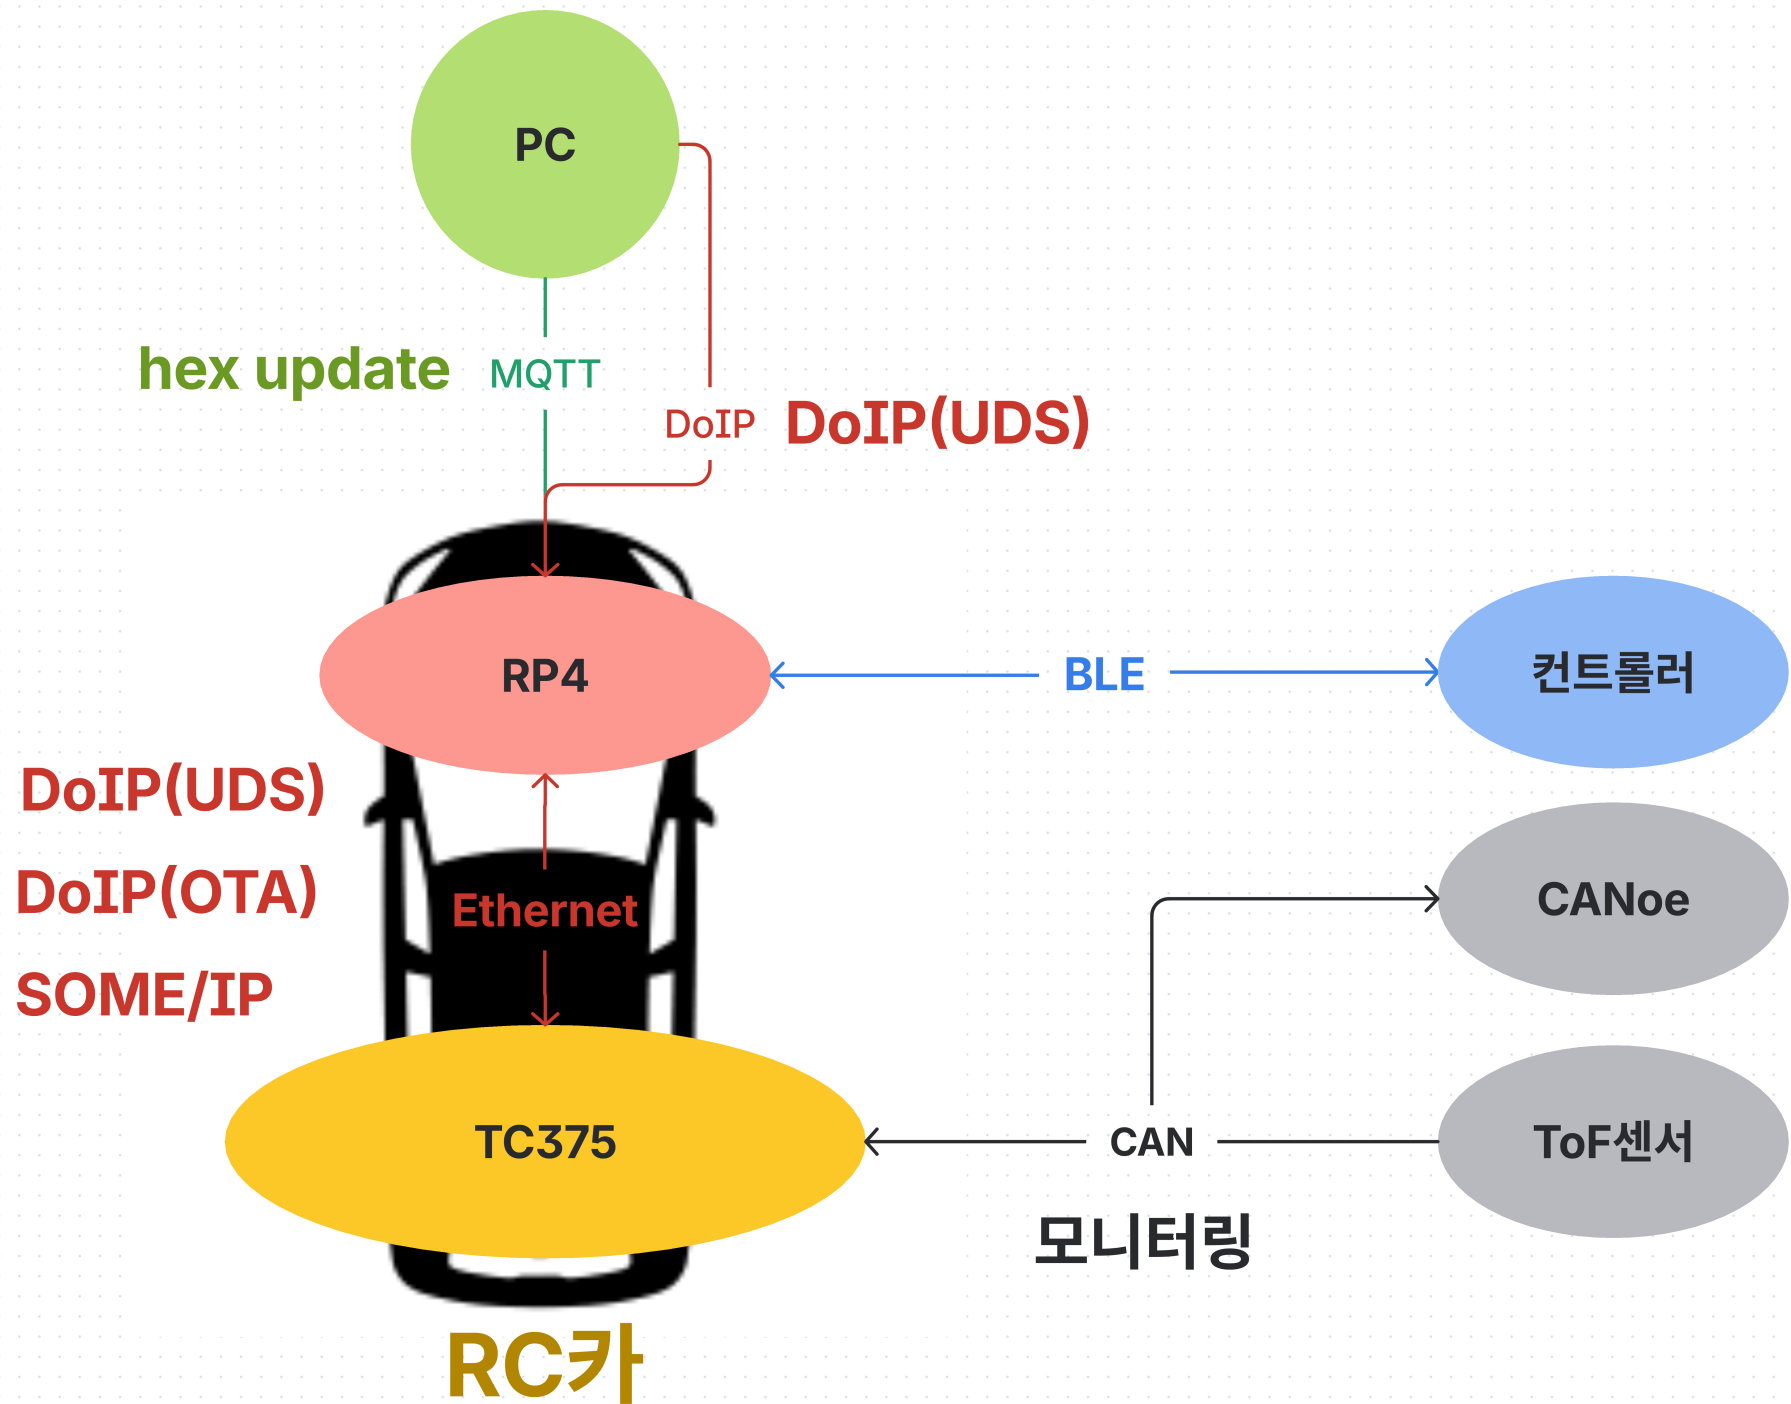 PC
hex update
MQTT
DoIP
DoIP(UDS)
RP4
BLE
컨트롤러
DoIP(UDS)
DoIP(OTA)
SOME/IP
Ethernet
CANoe
TC375
CAN
ToF센서
모니터링
RC카